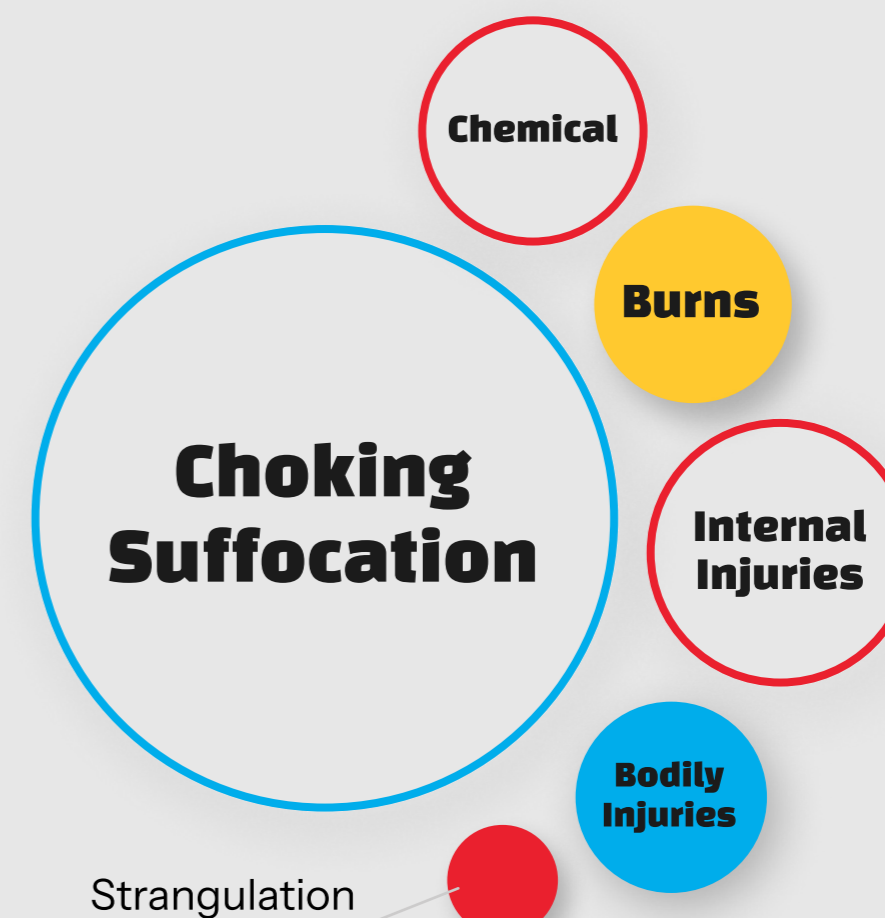 Chemical
Burns
Choking
Suffocation
Internal
Injuries
Bodily
Injuries
Strangulation